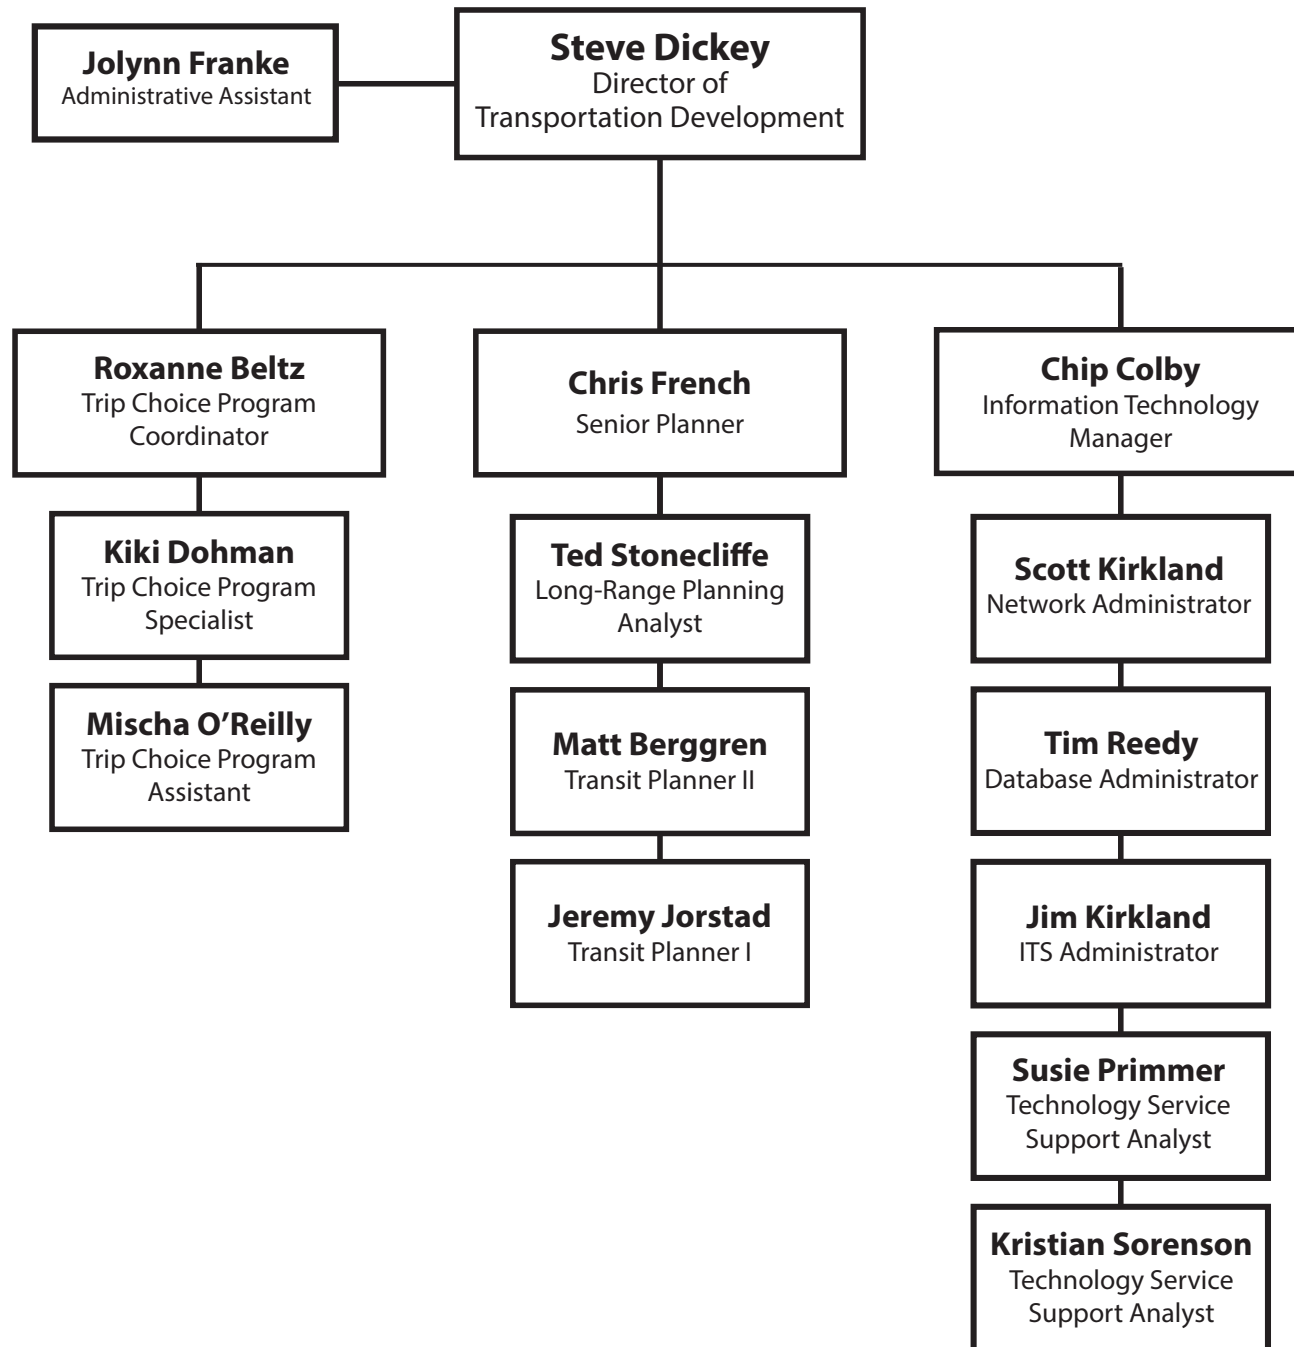 Jolynn Franke
Administrative Assistant
Steve Dickey
Director of
Transportation Development
Roxanne Beltz
Trip Choice Program
Coordinator
Kiki Dohman
Trip Choice Program
Specialist
Mischa O’Reilly
Trip Choice Program
Assistant
Chris French
Senior Planner
Ted Stonecliffe
Long-Range Planning
Analyst
Matt Berggren
Transit Planner II
Jeremy Jorstad
Transit Planner I
Chip Colby
Information Technology
Manager
Scott Kirkland
Network Administrator
Tim Reedy
Database Administrator
Jim Kirkland
ITS Administrator
Susie Primmer
Technology Service
Support Analyst
Kristian Sorenson
Technology Service
Support Analyst